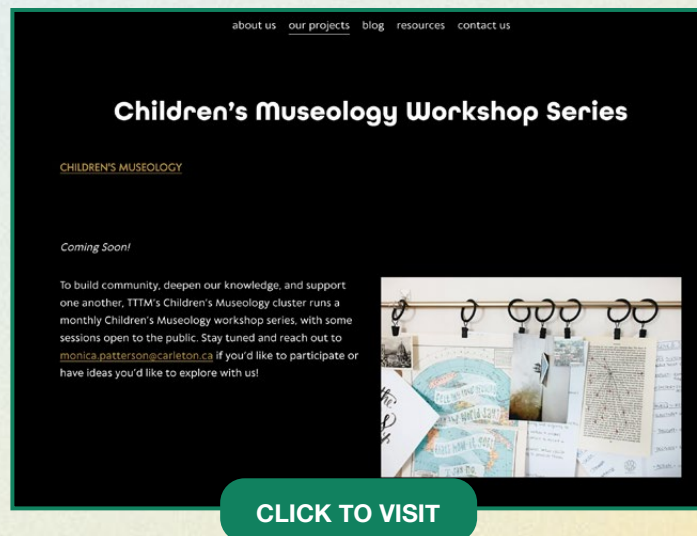 about us our projects blog resources contact us
Children's Museology Workshop Series
CHILDREN'S MUSEOLOGY
Coming Soon!
To build community, deepen our knowledge, and support
one another, TTTM's Children's Museology cluster runs a
monthly Children's Museology workshop series, with some
sessions open to the public. Stay tuned and reach out to
monica.patterson@carleton.ca if you'd like to participate or
have ideas you'd like to explore with us!
CLICK TO VISIT